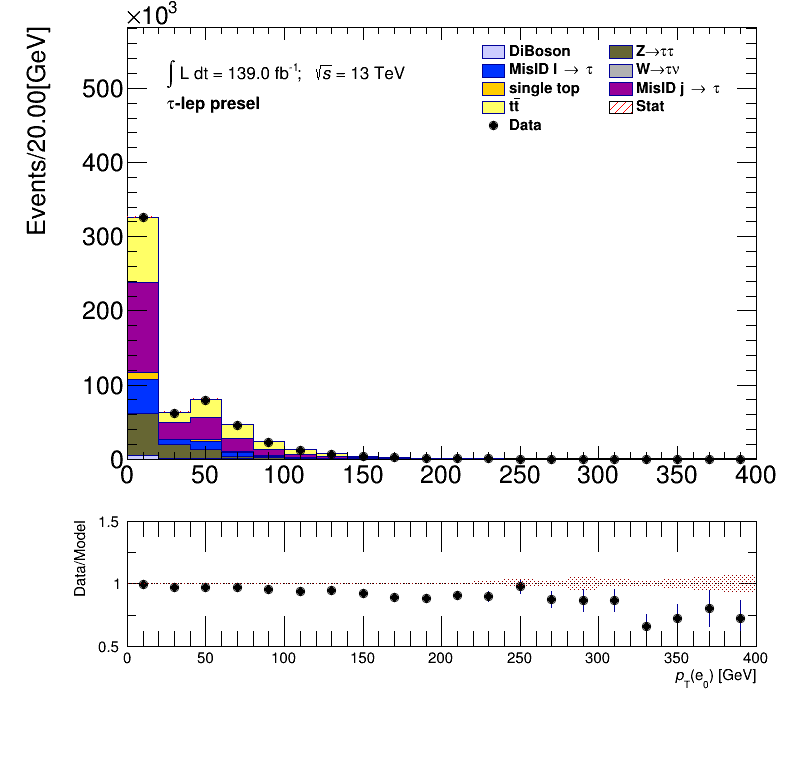 ×10³
Events/20.00[GeV]
500
400
300
200
100
0
∫ L dt = 139.0 fb⁻¹; √s = 13 TeV
τ-lep presel
DiBoson
MisID l → τ
single top
tt̄
Data
Z→ττ
W→τν
MisID j → τ
Stat
0 50 100 150 200 250 300 350 400
Data/Model
1.5
1
0.5
0 50 100 150 200 250 300 350 400
p_T(e_0) [GeV]